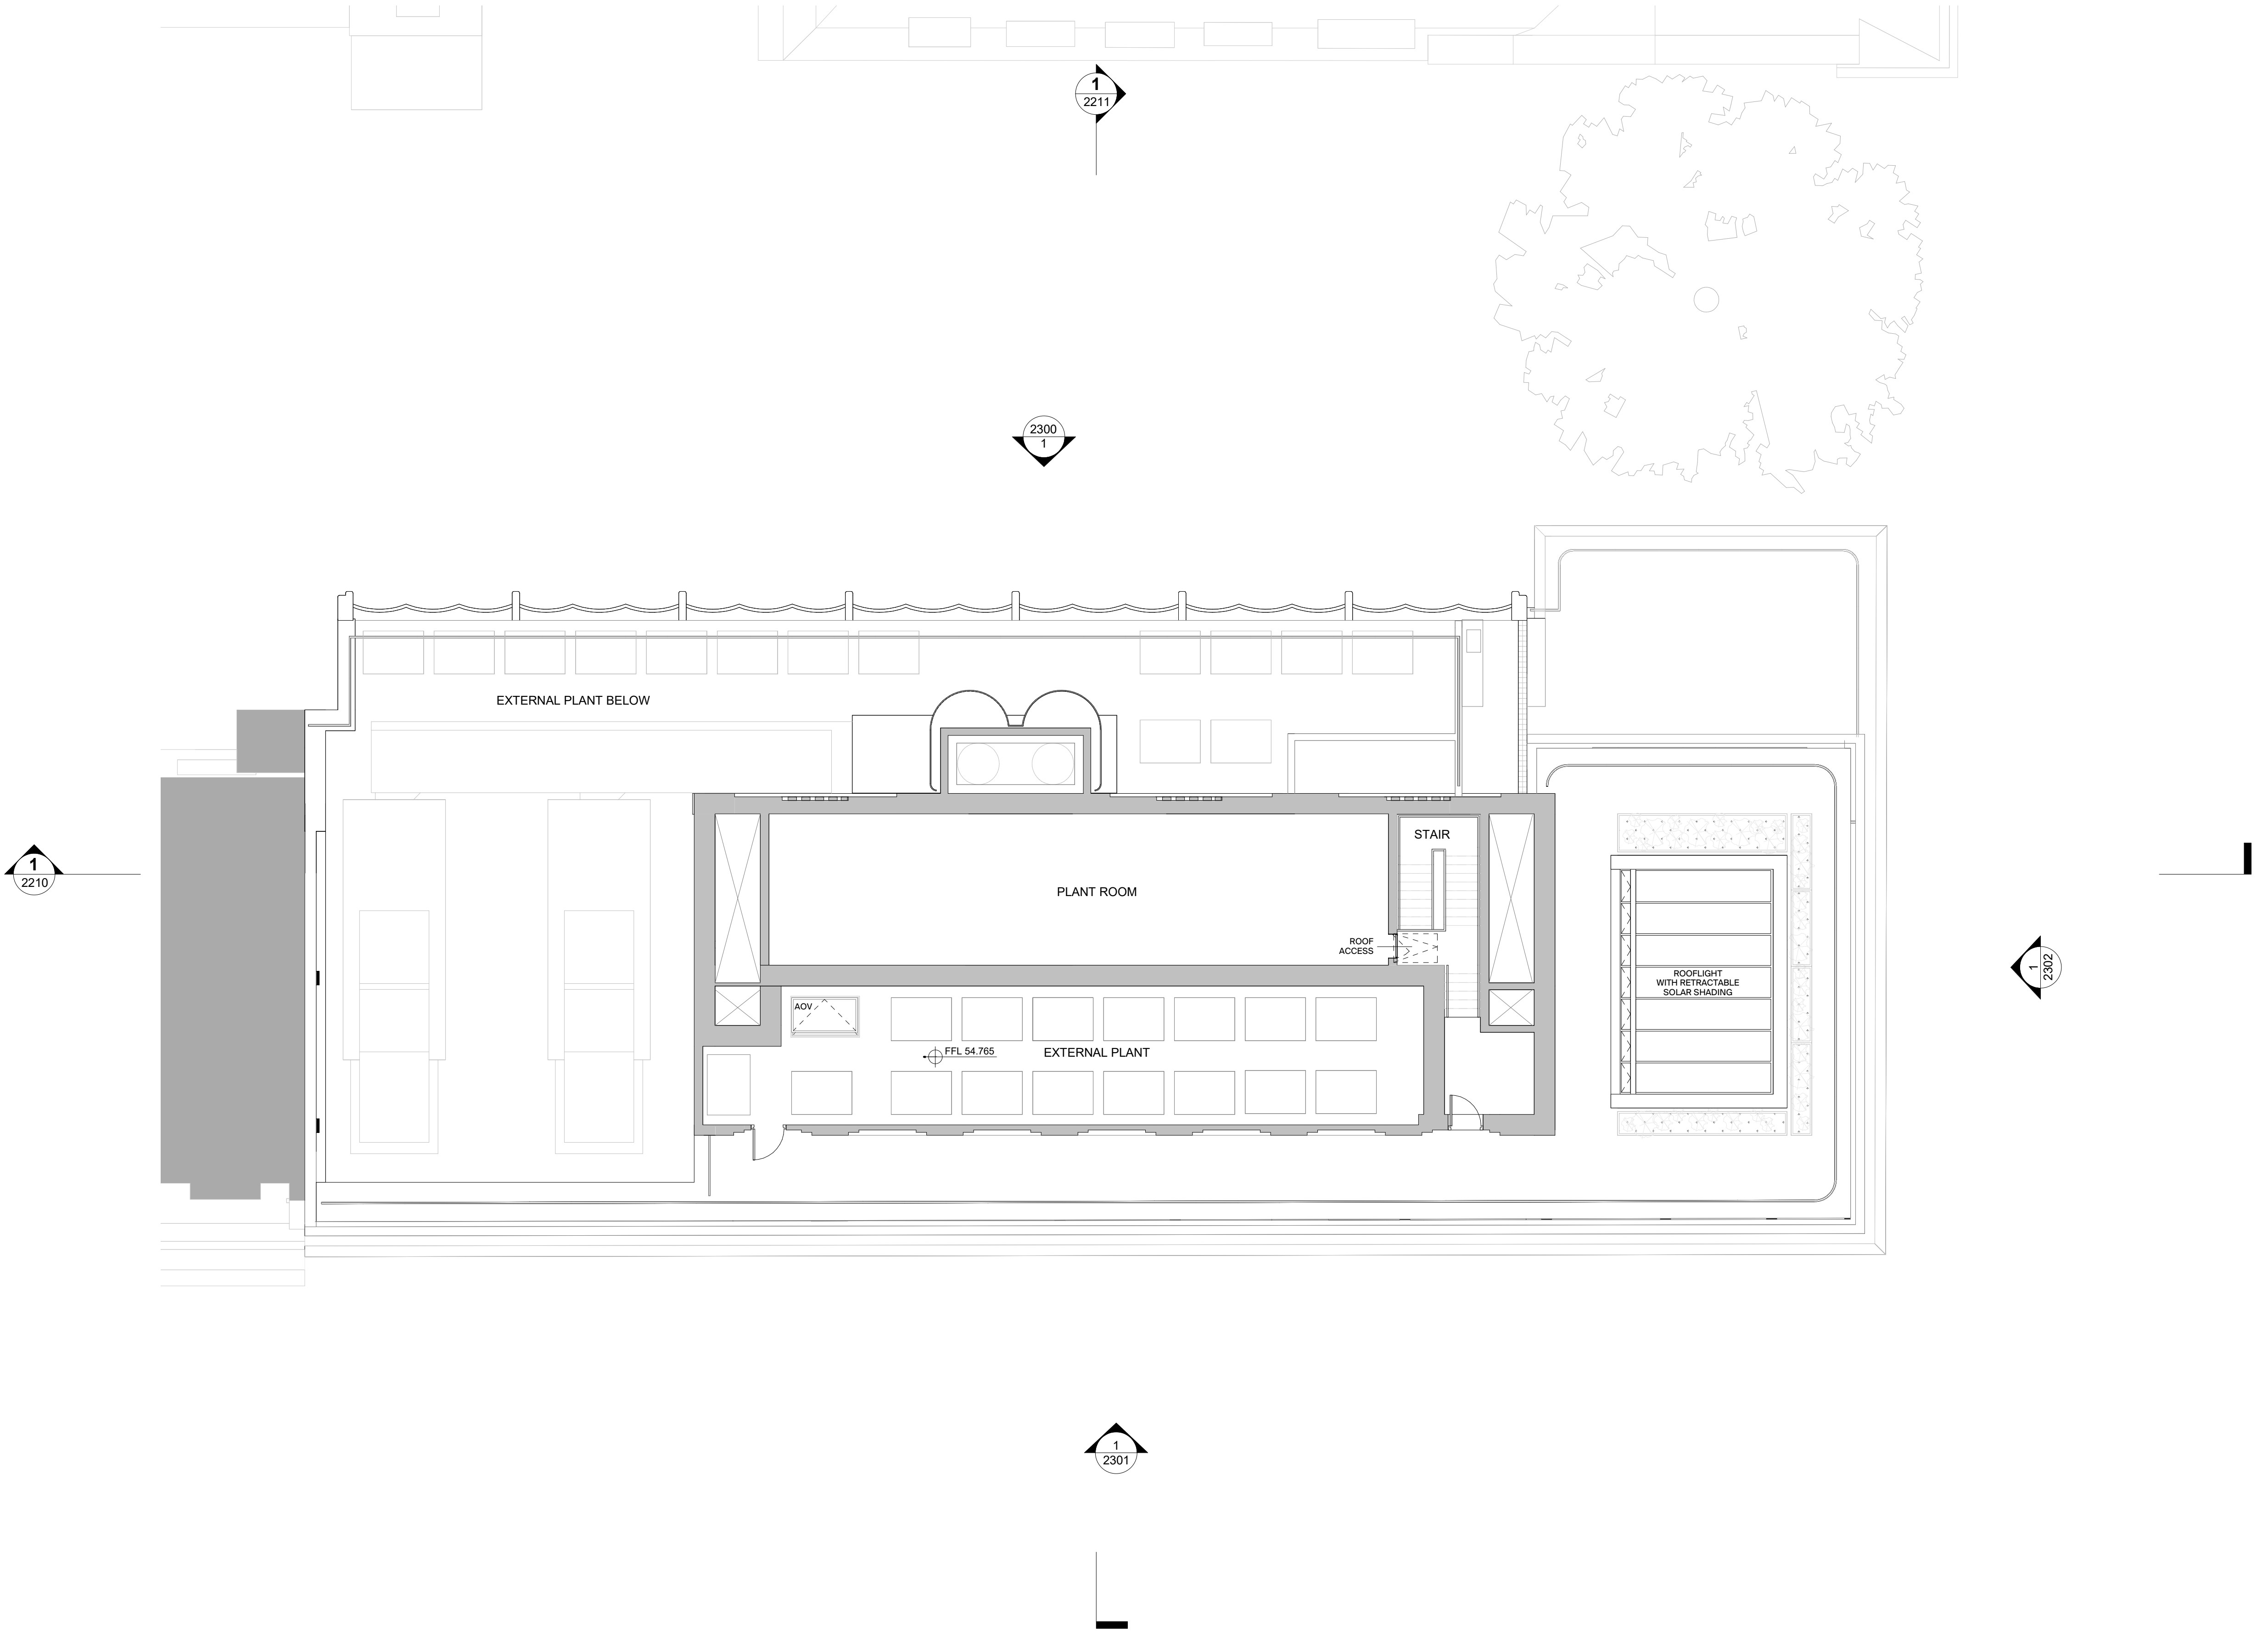 1
2211
2300
1
EXTERNAL PLANT BELOW
STAIR
1
2210
PLANT ROOM
ROOF
ACCESS
1
2302
ROOFLIGHT
WITH RETRACTABLE
SOLAR SHADING
AOV
FFL 54.765
EXTERNAL PLANT
1
2301